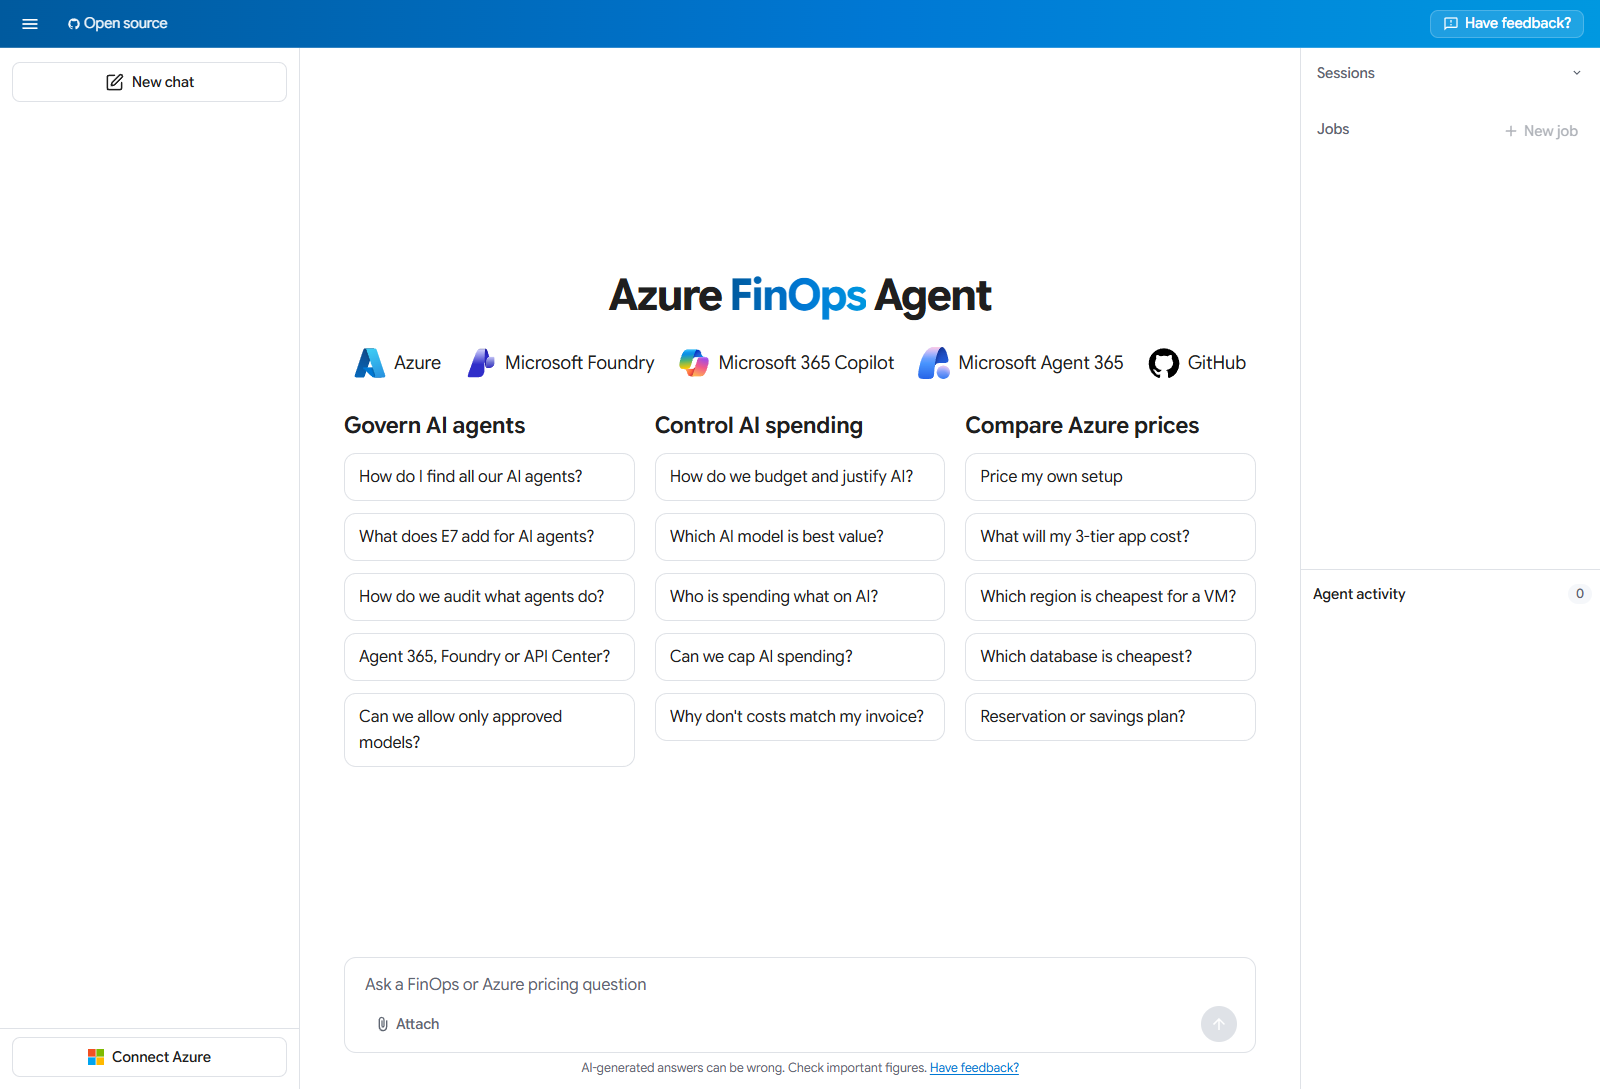 Open source
Have feedback?
New chat
Sessions
Jobs
New job
Azure FinOps Agent
Azure
Microsoft Foundry
Microsoft 365 Copilot
Microsoft Agent 365
GitHub
Govern AI agents
How do I find all our AI agents?
What does E7 add for AI agents?
How do we audit what agents do?
Agent 365, Foundry or API Center?
Can we allow only approved
models?
Control AI spending
How do we budget and justify AI?
Which AI model is best value?
Who is spending what on AI?
Can we cap AI spending?
Why don't costs match my invoice?
Compare Azure prices
Price my own setup
What will my 3-tier app cost?
Which region is cheapest for a VM?
Which database is cheapest?
Reservation or savings plan?
Agent activity
0
Ask a FinOps or Azure pricing question
Attach
Connect Azure
AI-generated answers can be wrong. Check important figures. Have feedback?